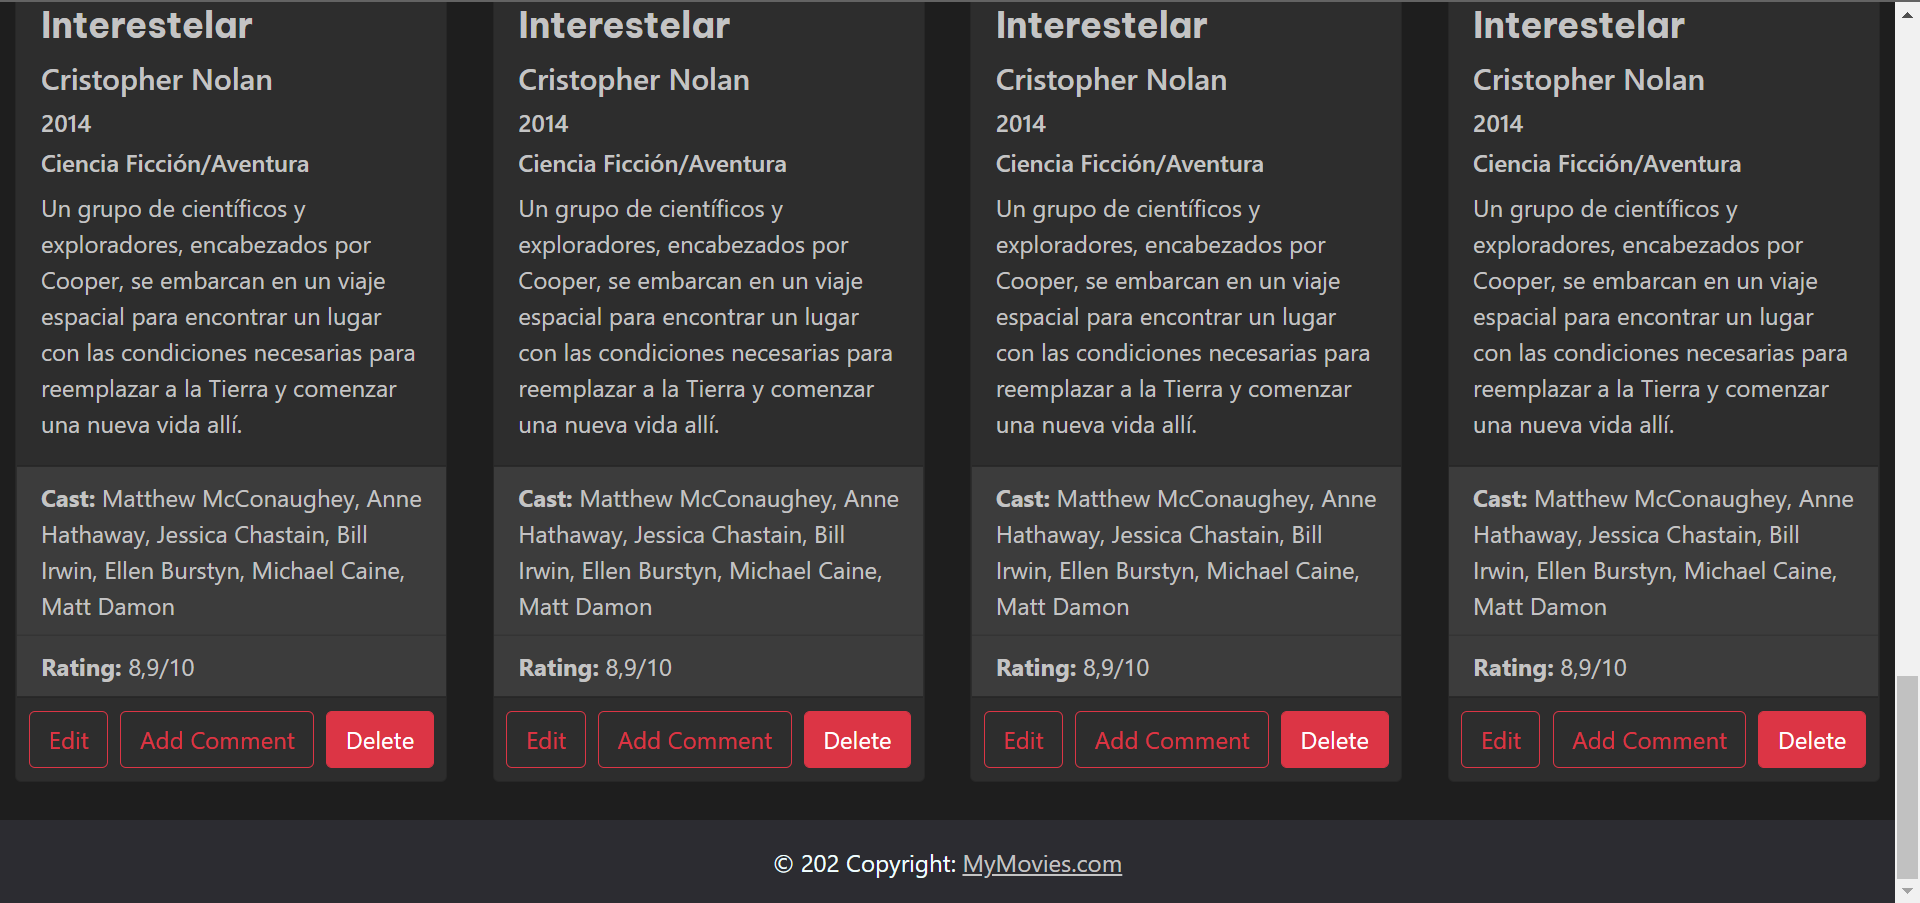 Interestelar
Cristopher Nolan
2014
Ciencia Ficción/Aventura
Un grupo de científicos y
exploradores, encabezados por
Cooper, se embarcan en un viaje
espacial para encontrar un lugar
con las condiciones necesarias para
reemplazar a la Tierra y comenzar
una nueva vida allí.
Cast: Matthew McConaughey, Anne
Hathaway, Jessica Chastain, Bill
Irwin, Ellen Burstyn, Michael Caine,
Matt Damon
Rating: 8,9/10
Edit Add Comment Delete
Interestelar
Cristopher Nolan
2014
Ciencia Ficción/Aventura
Un grupo de científicos y
exploradores, encabezados por
Cooper, se embarcan en un viaje
espacial para encontrar un lugar
con las condiciones necesarias para
reemplazar a la Tierra y comenzar
una nueva vida allí.
Cast: Matthew McConaughey, Anne
Hathaway, Jessica Chastain, Bill
Irwin, Ellen Burstyn, Michael Caine,
Matt Damon
Rating: 8,9/10
Edit Add Comment Delete
Interestelar
Cristopher Nolan
2014
Ciencia Ficción/Aventura
Un grupo de científicos y
exploradores, encabezados por
Cooper, se embarcan en un viaje
espacial para encontrar un lugar
con las condiciones necesarias para
reemplazar a la Tierra y comenzar
una nueva vida allí.
Cast: Matthew McConaughey, Anne
Hathaway, Jessica Chastain, Bill
Irwin, Ellen Burstyn, Michael Caine,
Matt Damon
Rating: 8,9/10
Edit Add Comment Delete
Interestelar
Cristopher Nolan
2014
Ciencia Ficción/Aventura
Un grupo de científicos y
exploradores, encabezados por
Cooper, se embarcan en un viaje
espacial para encontrar un lugar
con las condiciones necesarias para
reemplazar a la Tierra y comenzar
una nueva vida allí.
Cast: Matthew McConaughey, Anne
Hathaway, Jessica Chastain, Bill
Irwin, Ellen Burstyn, Michael Caine,
Matt Damon
Rating: 8,9/10
Edit Add Comment Delete
© 202 Copyright: MyMovies.com